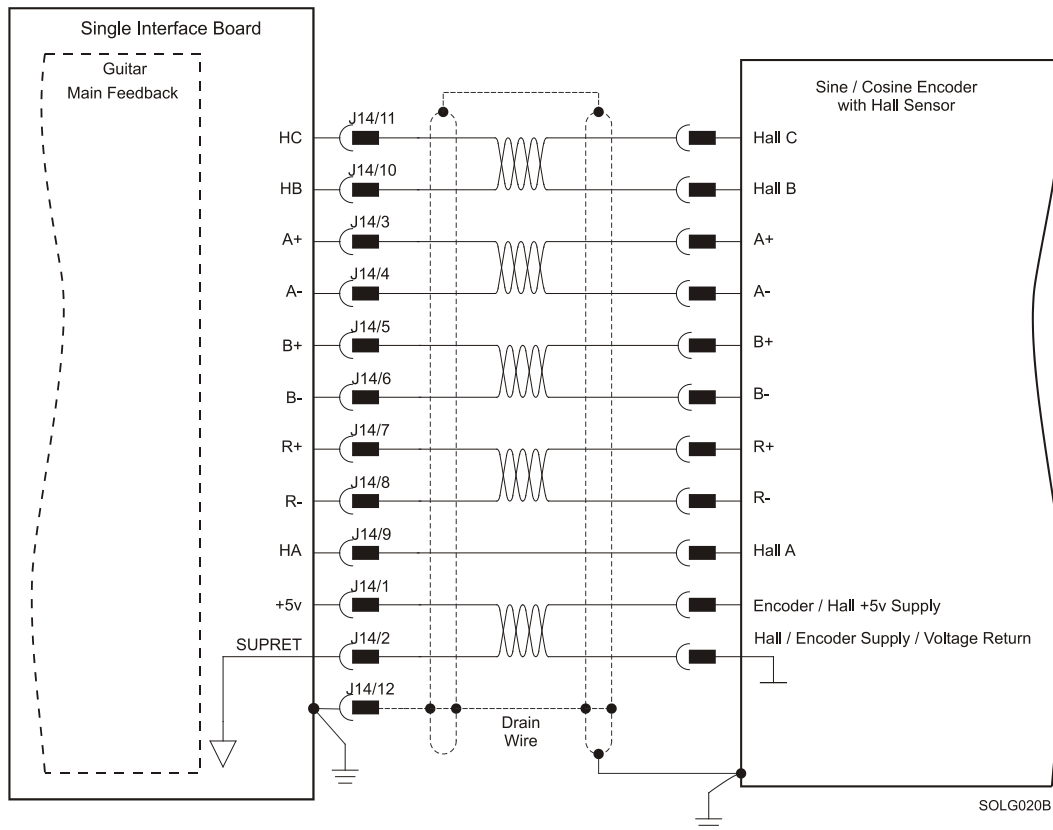 Single Interface Board
Guitar
Main Feedback
Sine / Cosine Encoder
with Hall Sensor
HC
J14/11
Hall C
HB
J14/10
Hall B
A+
J14/3
A+
A-
J14/4
A-
B+
J14/5
B+
B-
J14/6
B-
R+
J14/7
R+
R-
J14/8
R-
HA
J14/9
Hall A
+5v
J14/1
Encoder / Hall +5v Supply
SUPRET
J14/2
Hall / Encoder Supply / Voltage Return
J14/12
Drain
Wire
SOLG020B